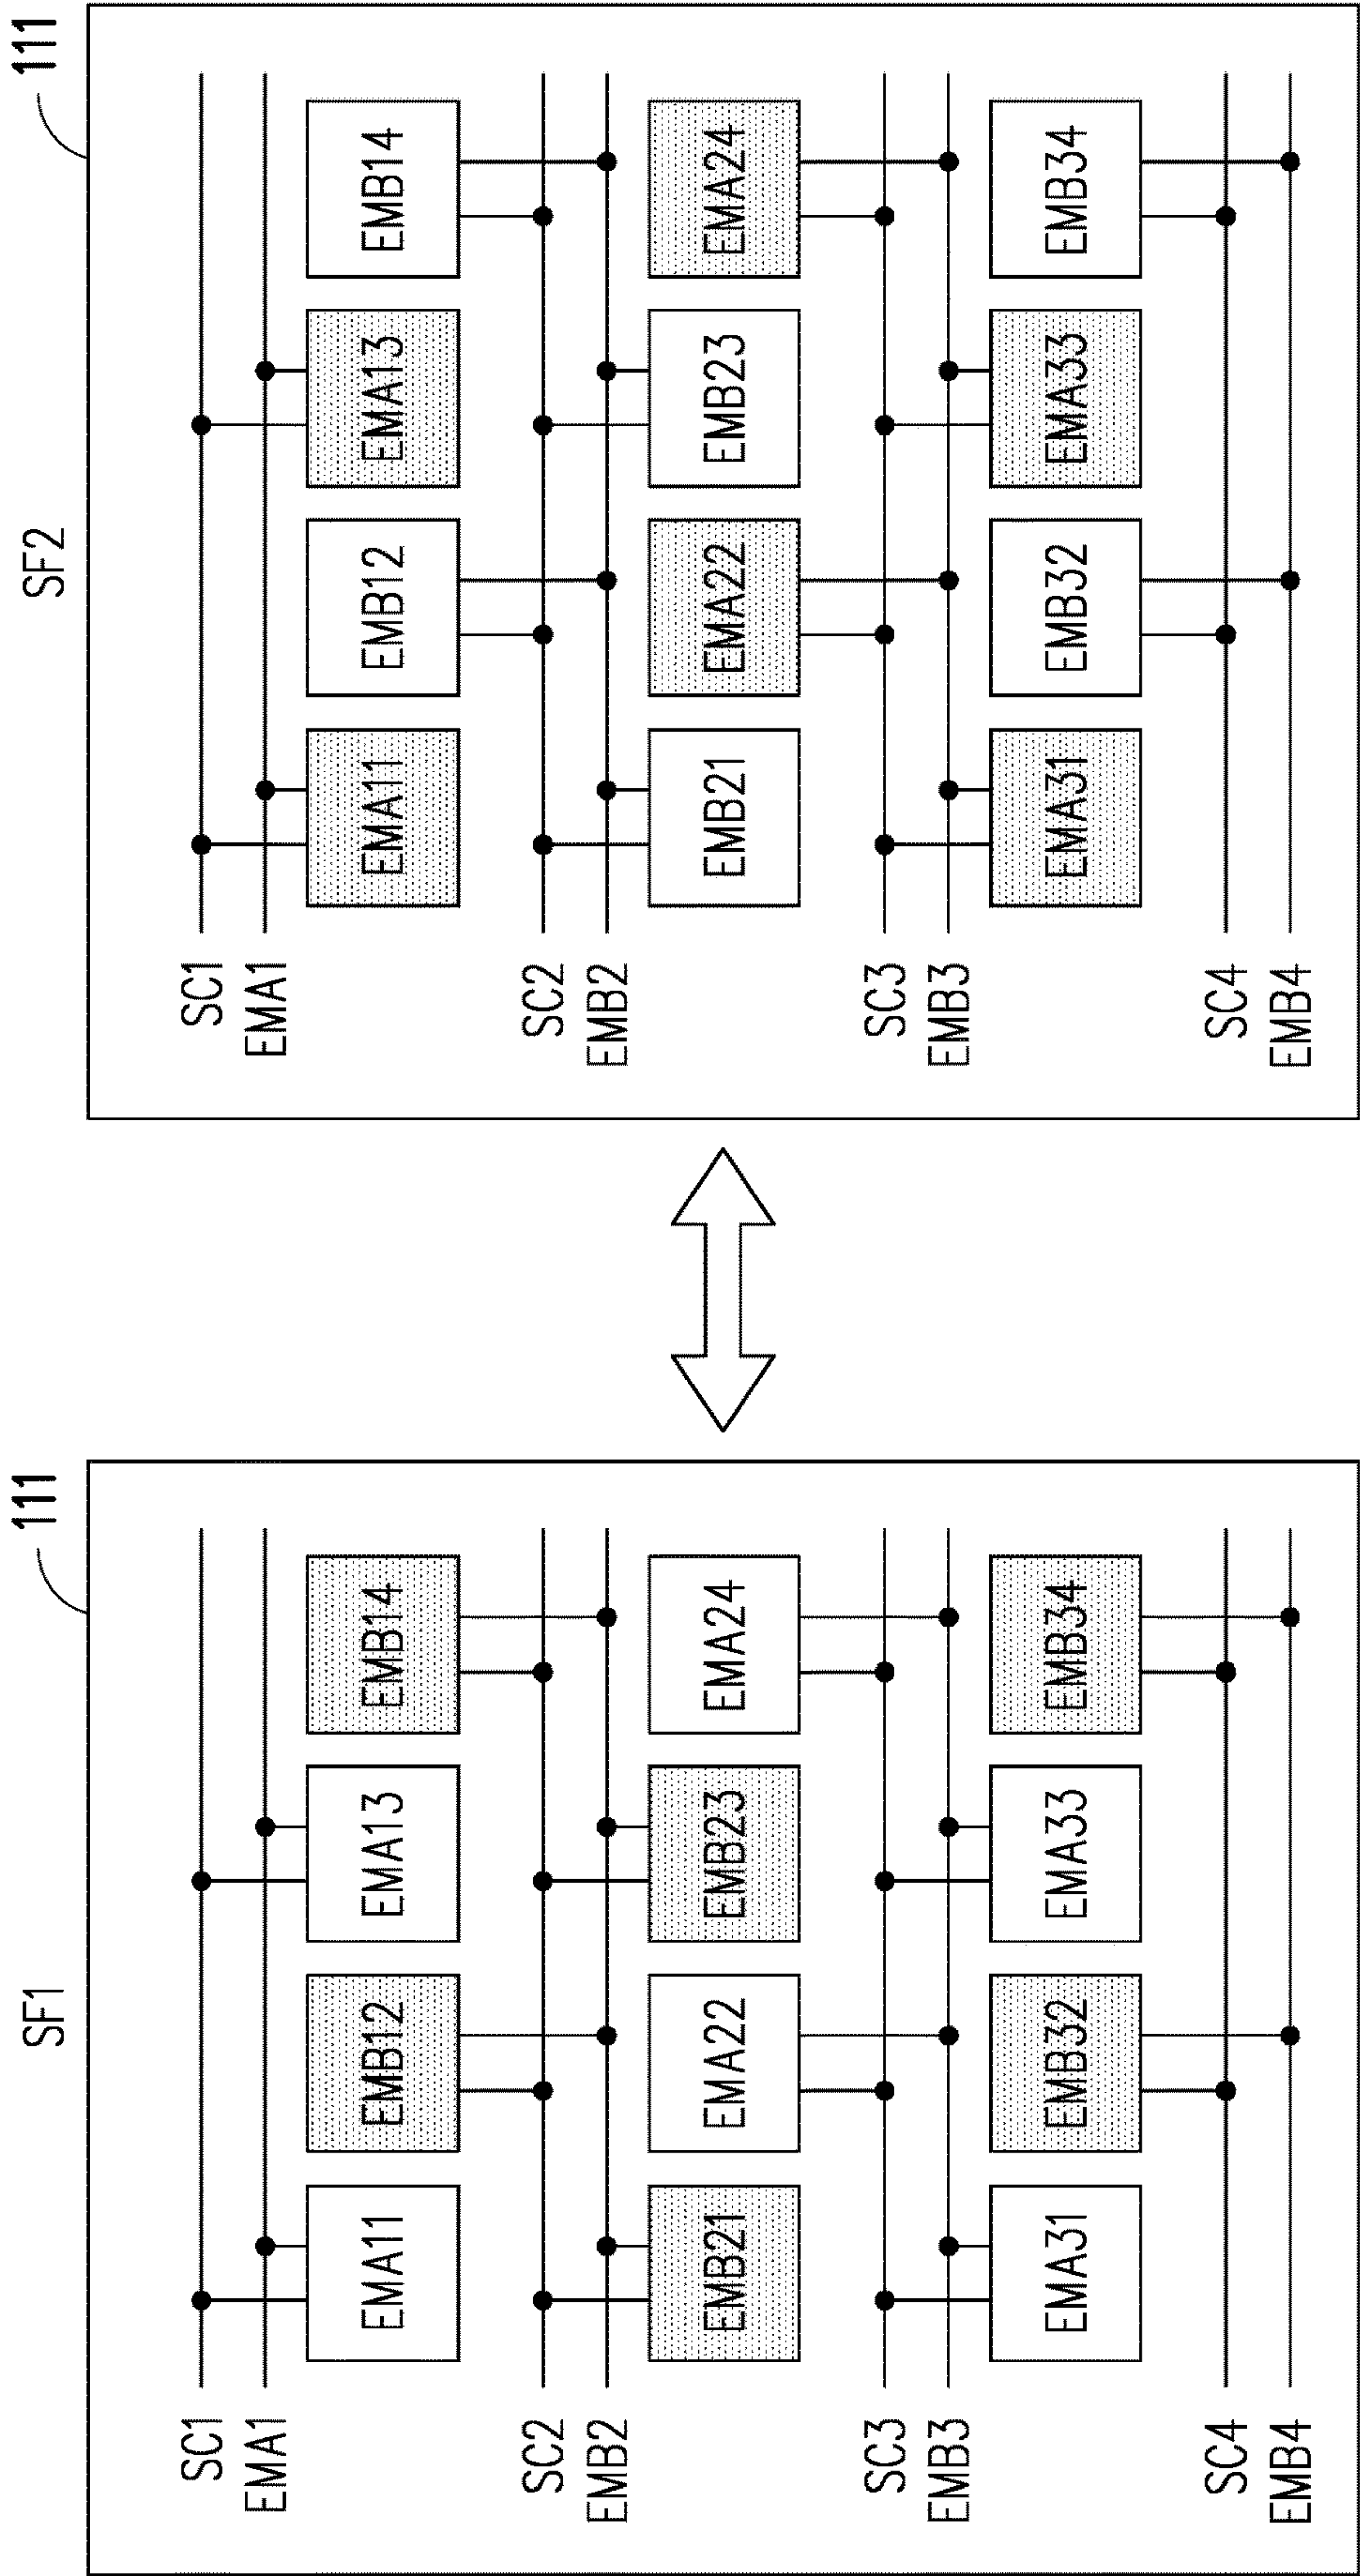 SF1
111
SC1
EMA1
EMA11 EMB12 EMA13 EMB14
SC2
EMB2
EMB21 EMA22 EMB23 EMA24
SC3
EMB3
EMA31 EMB32 EMA33 EMB34
SC4
EMB4
SF2
111
SC1
EMA1
EMA11 EMB12 EMA13 EMB14
SC2
EMB2
EMB21 EMA22 EMB23 EMA24
SC3
EMB3
EMA31 EMB32 EMA33 EMB34
SC4
EMB4